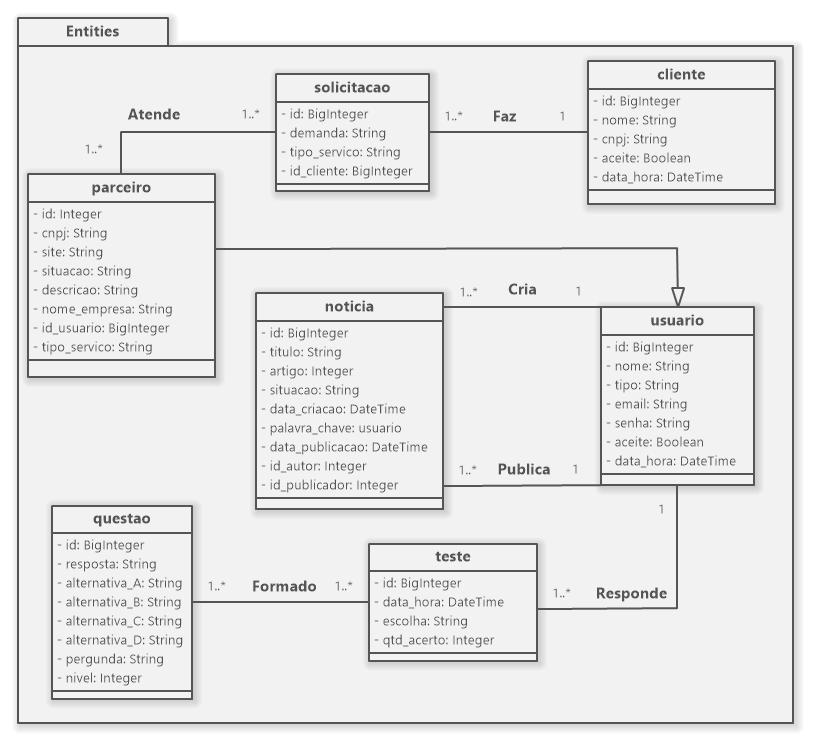 Entities
solicitacao
- id: BigInteger
- demanda: String
- tipo_servico: String
- id_cliente: BigInteger
cliente
- id: BigInteger
- nome: String
- cnpj: String
- aceite: Boolean
- data_hora: DateTime
Atende
1..*
1..*
1..*
Faz
1
parceiro
- id: Integer
- cnpj: String
- site: String
- situacao: String
- descricao: String
- nome_empresa: String
- id_usuario: BigInteger
- tipo_servico: String
noticia
- id: BigInteger
- titulo: String
- artigo: Integer
- situacao: String
- data_criacao: DateTime
- palavra_chave: usuario
- data_publicacao: DateTime
- id_autor: Integer
- id_publicador: Integer
1..*
Cria
1
usuario
- id: BigInteger
- nome: String
- tipo: String
- email: String
- senha: String
- aceite: Boolean
- data_hora: DateTime
1..*
Publica
1
1
questao
- id: BigInteger
- resposta: String
- alternativa_A: String
- alternativa_B: String
- alternativa_C: String
- alternativa_D: String
- pergunda: String
- nivel: Integer
1..*
Formado
1..*
teste
- id: BigInteger
- data_hora: DateTime
- escolha: String
- qtd_acerto: Integer
1..*
Responde